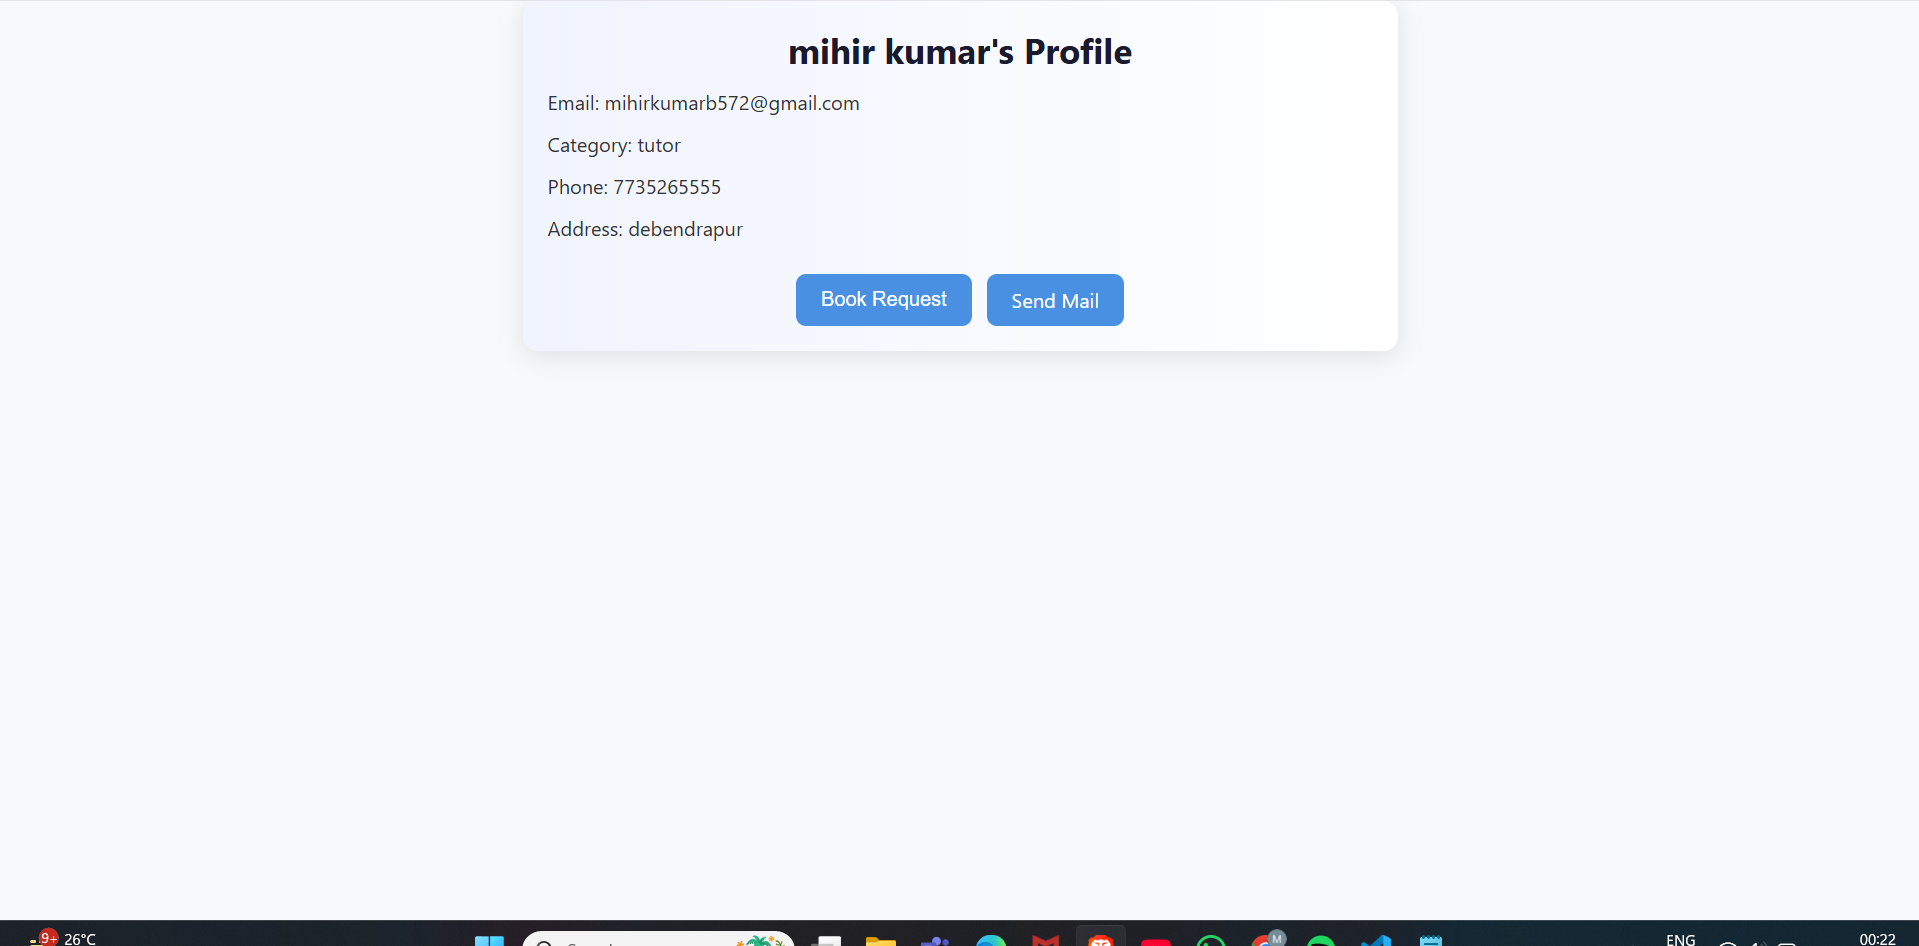 mihir kumar's Profile
Email: mihirkumarb572@gmail.com
Category: tutor
Phone: 7735265555
Address: debendrapur
Book Request
Send Mail
9+
26°C
M
ENG
00:22